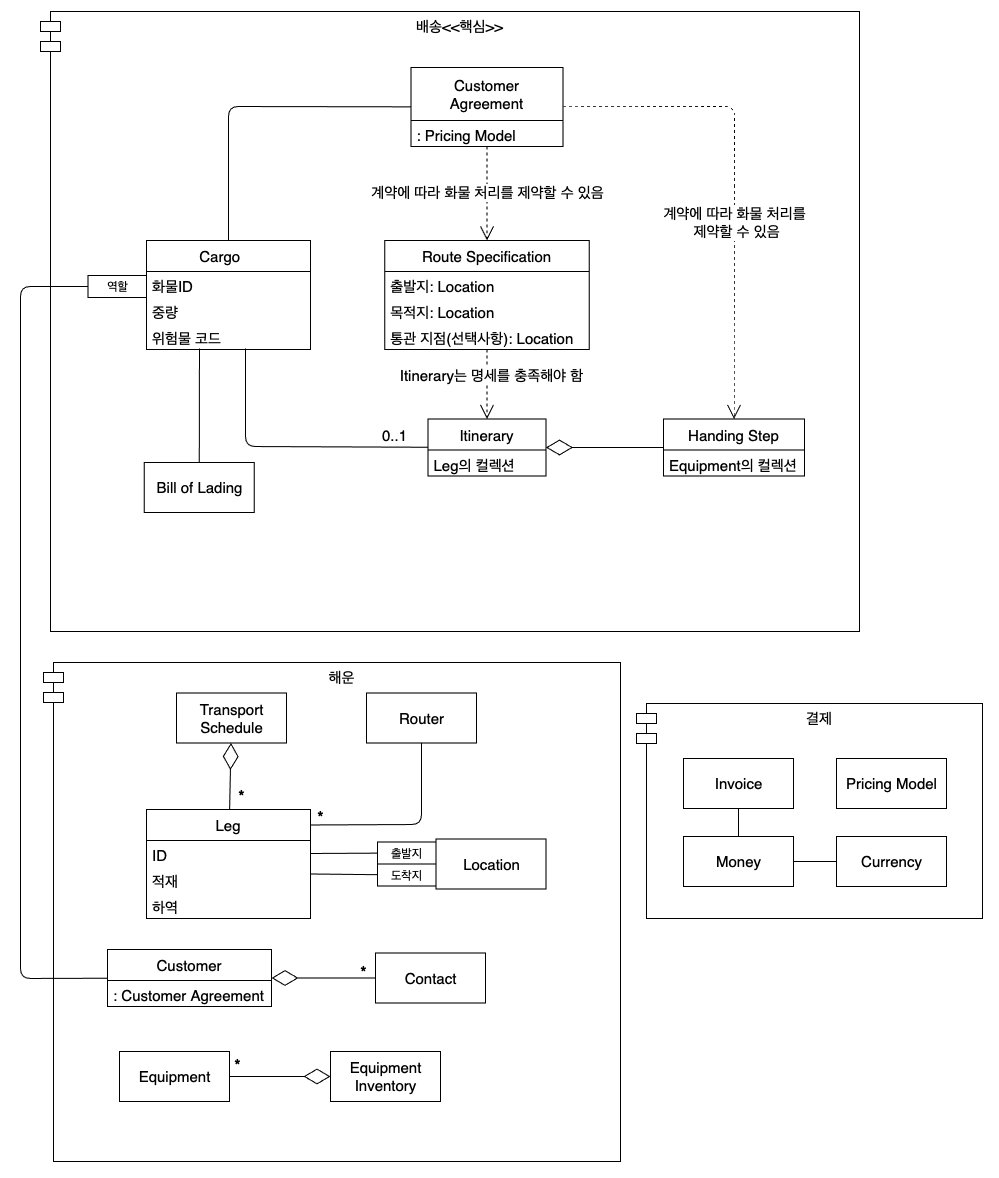 배송<<핵심>>
Customer
Agreement
: Pricing Model
계약에 따라 화물 처리를 제약할 수 있음
계약에 따라 화물 처리를
제약할 수 있음
Cargo
역할
화물ID
중량
위험물 코드
Route Specification
출발지: Location
목적지: Location
통관 지점(선택사항): Location
Itinerary는 명세를 충족해야 함
0..1
Itinerary
Leg의 컬렉션
Handing Step
Equipment의 컬렉션
Bill of Lading
해운
Transport
Schedule
Router
*
*
Leg
ID
적재
하역
출발지
도착지
Location
Customer
: Customer Agreement
*
Contact
Equipment
*
Equipment
Inventory
결제
Invoice
Pricing Model
Money
Currency